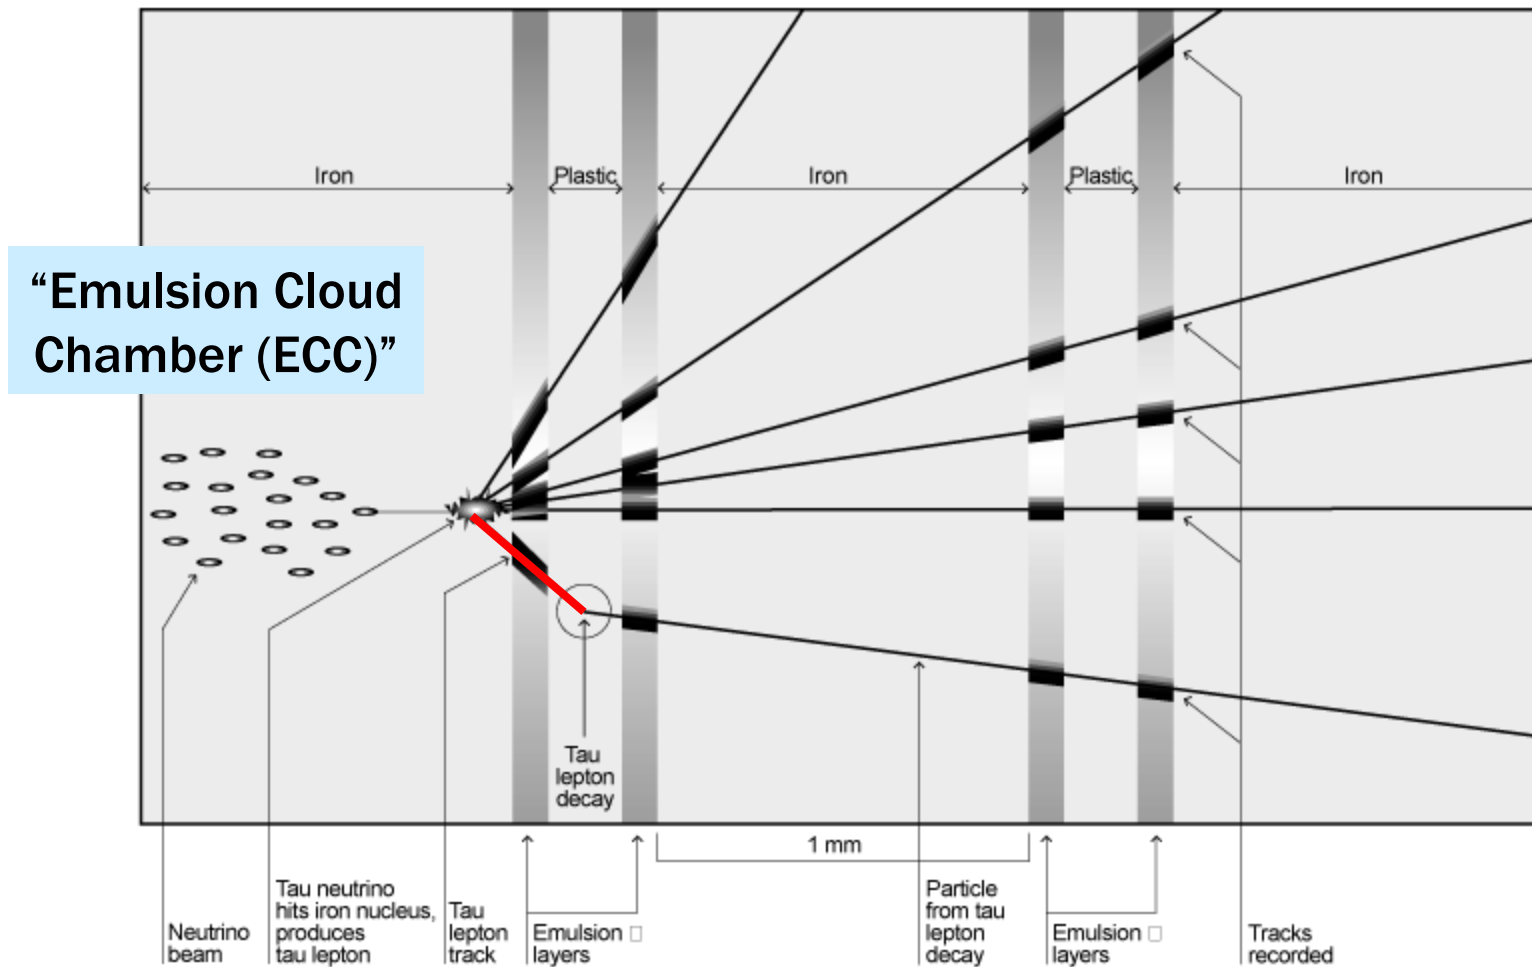 Iron
Plastic
Iron
Plastic
Iron
“Emulsion Cloud
Chamber (ECC)”
Tau
lepton
decay
1 mm
Neutrino
beam
Tau neutrino
hits iron nucleus,
produces
tau lepton
Tau
lepton
track
Emulsion □
layers
Particle
from tau
lepton
decay
Emulsion □
layers
Tracks
recorded